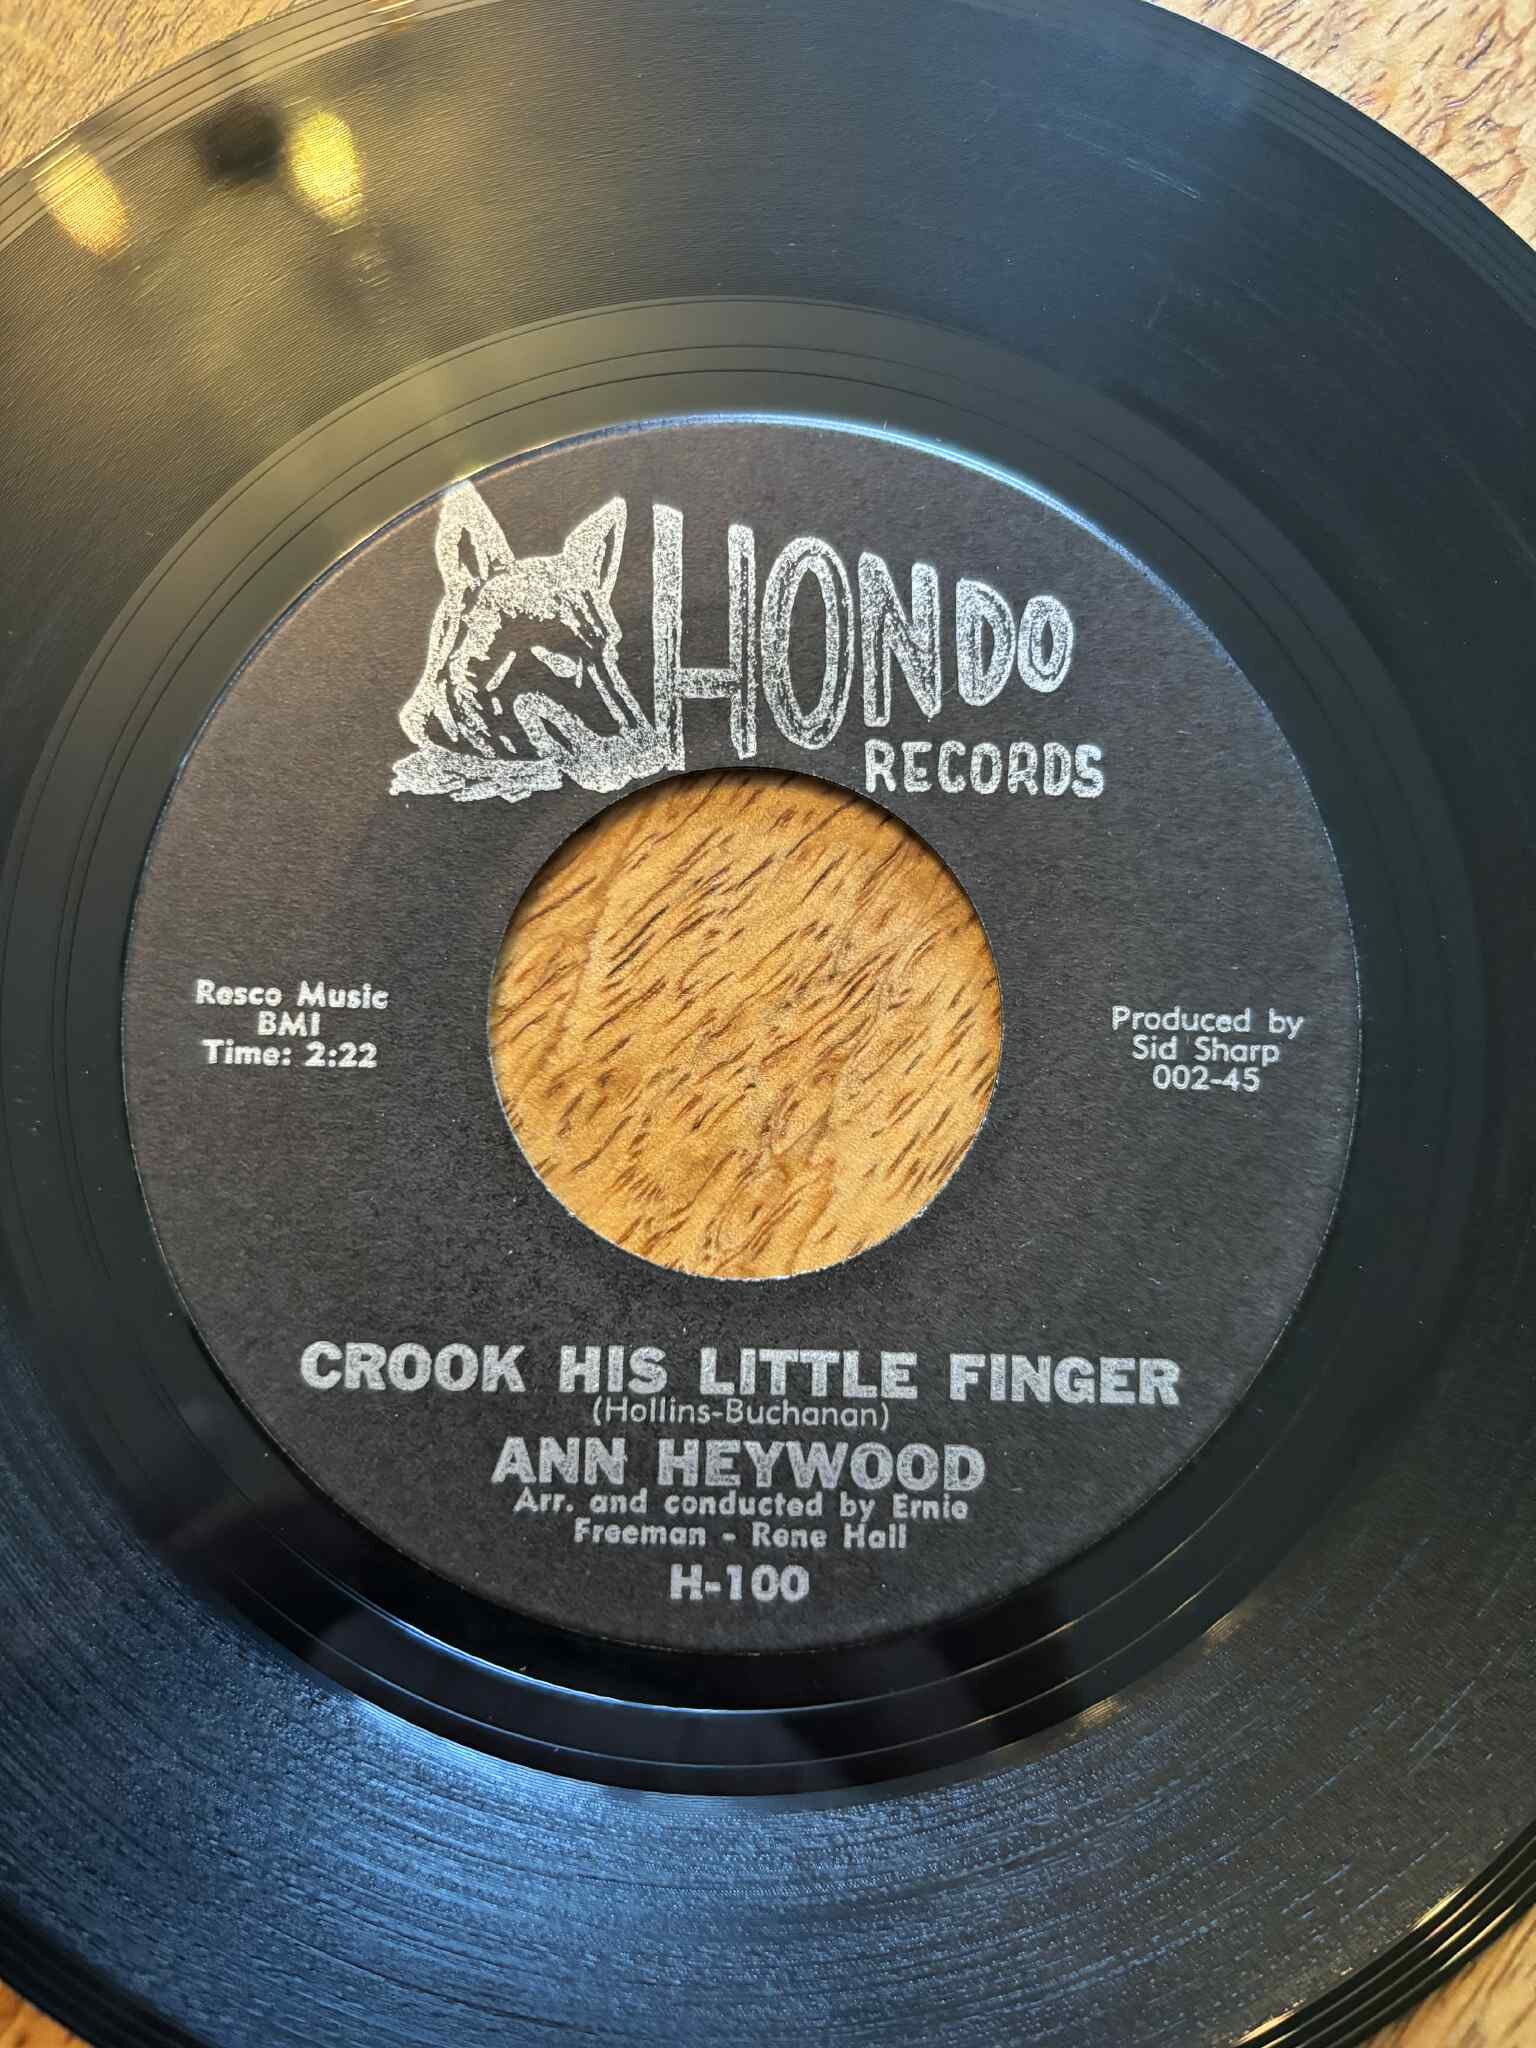 HONDO
RECORDS
Resco Music
BMI
Time: 2:22
Produced by
Sid Sharp
002-45
CROOK HIS LITTLE FINGER
(Hollins-Buchanan)
ANN HEYWOOD
Arr. and conducted by Ernie
Freeman - Rene Hall
H-100